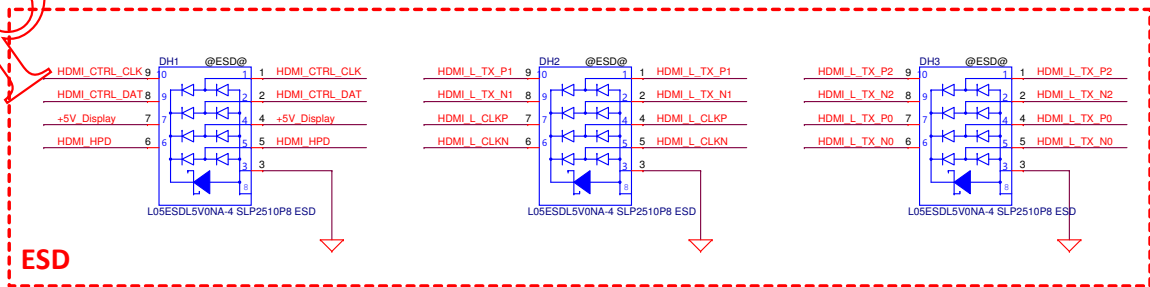 DH1 @ESD@
HDMI_CTRL_CLK 9 10 1 1 HDMI_CTRL_CLK
HDMI_CTRL_DAT 8 9 2 2 HDMI_CTRL_DAT
+5V_Display 7 7 4 4 +5V_Display
HDMI_HPD 6 6 5 5 HDMI_HPD
3 3
8
L05ESDL5V0NA-4 SLP2510P8 ESD
DH2 @ESD@
HDMI_L_TX_P1 9 10 1 1 HDMI_L_TX_P1
HDMI_L_TX_N1 8 9 2 2 HDMI_L_TX_N1
HDMI_L_CLKP 7 7 4 4 HDMI_L_CLKP
HDMI_L_CLKN 6 6 5 5 HDMI_L_CLKN
3 3
8
L05ESDL5V0NA-4 SLP2510P8 ESD
DH3 @ESD@
HDMI_L_TX_P2 9 10 1 1 HDMI_L_TX_P2
HDMI_L_TX_N2 8 9 2 2 HDMI_L_TX_N2
HDMI_L_TX_P0 7 7 4 4 HDMI_L_TX_P0
HDMI_L_TX_N0 6 6 5 5 HDMI_L_TX_N0
3 3
8
L05ESDL5V0NA-4 SLP2510P8 ESD
ESD